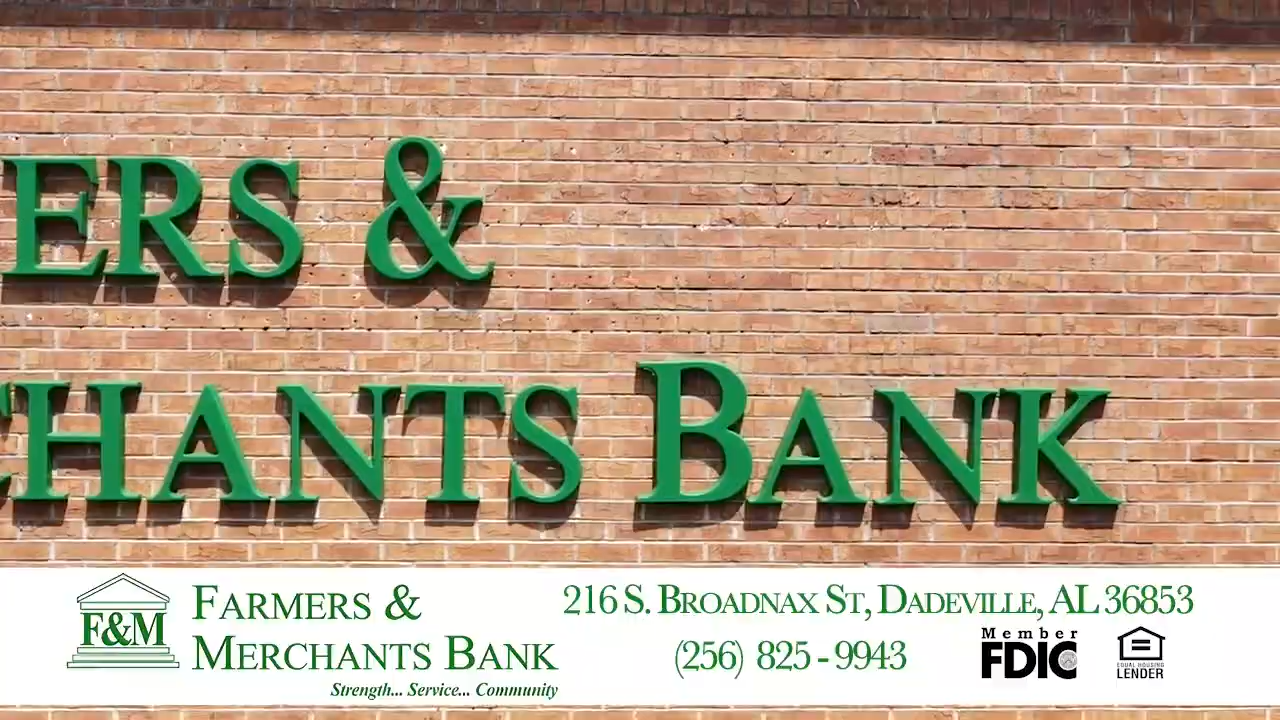 ERS &
CHANTS BANK
F&M
FARMERS &
MERCHANTS BANK
Strength... Service... Community
216 S. BROADNAX ST, DADEVILLE, AL 36853
(256) 825-9943
Member
FDIC
EQUAL HOUSING
LENDER